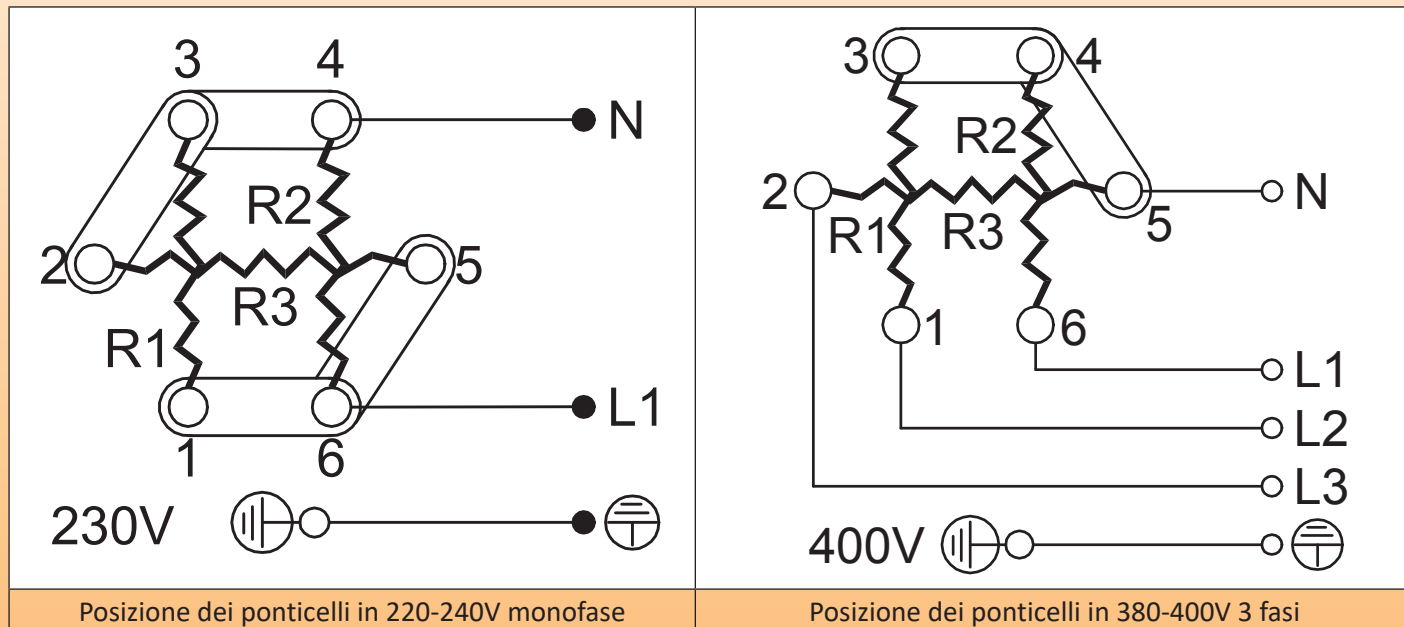 3 4
N
R2
2
5
R3
R1
L1
1 6
230V
Posizione dei ponticelli in 220-240V monofase
3 4
R2
2
N
R1 R3
5
1 6
L1
L2
L3
400V
Posizione dei ponticelli in 380-400V 3 fasi